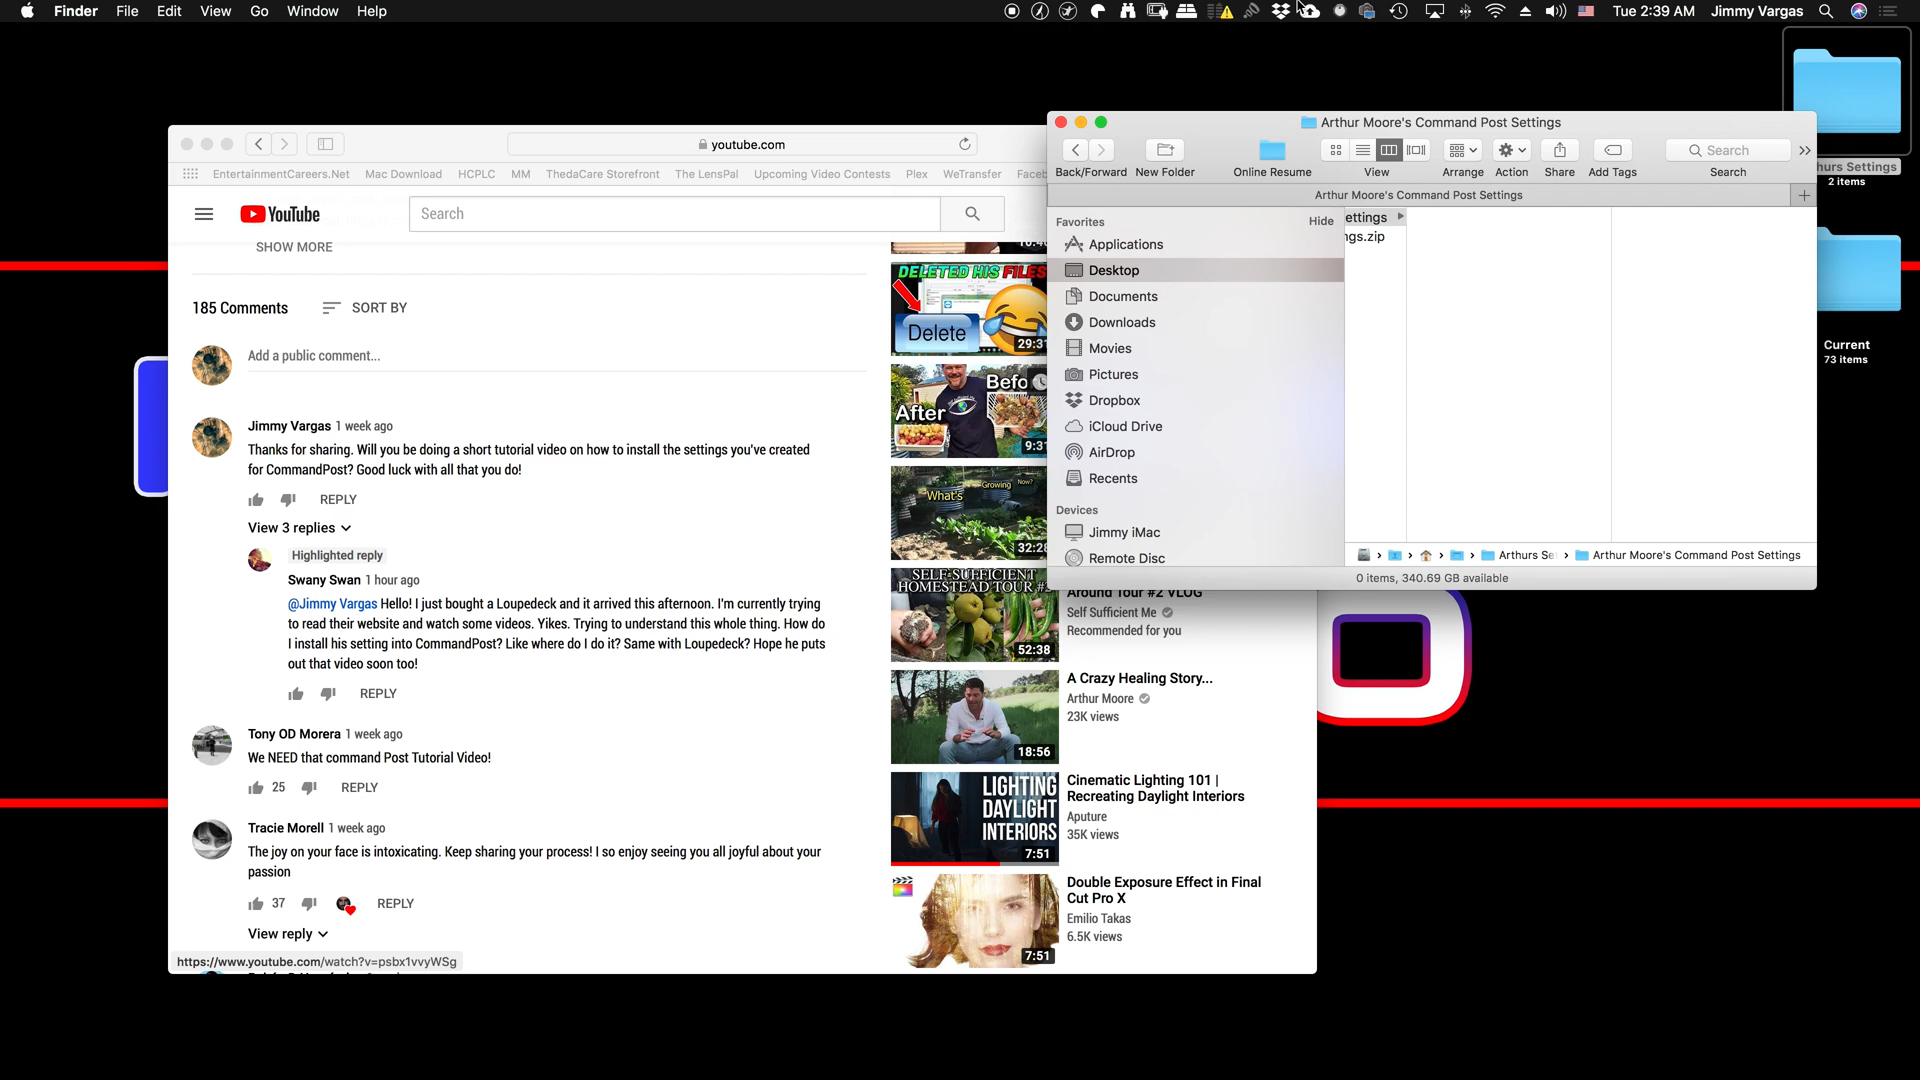 Finder File Edit View Go Window Help
Tue 2:39 AM Jimmy Vargas
youtube.com
EntertainmentCareers.Net Mac Download HCPLC MM ThedaCare Storefront The LensPal Upcoming Video Contests Plex WeTransfer Faceb
YouTube
Search
SHOW MORE
185 Comments SORT BY
Add a public comment...
Jimmy Vargas 1 week ago
Thanks for sharing. Will you be doing a short tutorial video on how to install the settings you've created
for CommandPost? Good luck with all that you do!
REPLY
View 3 replies
Highlighted reply
Swany Swan 1 hour ago
@Jimmy Vargas Hello! I just bought a Loupedeck and it arrived this afternoon. I'm currently trying
to read their website and watch some videos. Yikes. Trying to understand this whole thing. How do
I install his setting into CommandPost? Like where do I do it? Same with Loupedeck? Hope he puts
out that video soon too!
REPLY
Tony OD Morera 1 week ago
We NEED that command Post Tutorial Video!
25 REPLY
Tracie Morell 1 week ago
The joy on your face is intoxicating. Keep sharing your process! I so enjoy seeing you all joyful about your
passion
37 REPLY
View reply
https://www.youtube.com/watch?v=psbx1vvyWSg
DELETED HIS FILES
Delete
29:31
Befo
After
9:31
What's Growing Now?
32:28
SELF-SUFFICIENT
HOMESTEAD TOUR #2
52:38
Around Tour #2 VLOG
Self Sufficient Me
Recommended for you
18:56
A Crazy Healing Story...
Arthur Moore
23K views
LIGHTING
DAYLIGHT
INTERIORS
7:51
Cinematic Lighting 101 |
Recreating Daylight Interiors
Aputure
35K views
7:51
Double Exposure Effect in Final
Cut Pro X
Emilio Takas
6.5K views
Arthur Moore's Command Post Settings
Search
Back/Forward New Folder Online Resume View Arrange Action Share Add Tags Search
Arthur Moore's Command Post Settings
Favorites Hide
Applications
Desktop
Documents
Downloads
Movies
Pictures
Dropbox
iCloud Drive
AirDrop
Recents
Devices
Jimmy iMac
Remote Disc
ettings
ngs.zip
Arthurs Se Arthur Moore's Command Post Settings
0 items, 340.69 GB available
hurs Settings
2 items
Current
73 items